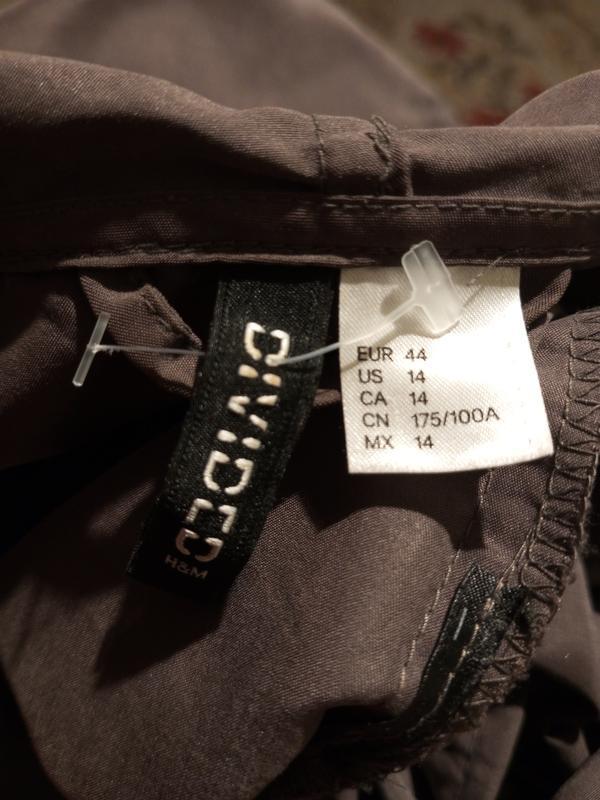 DIVIDED
H&M
EUR 44
US 14
CA 14
CN 175/100A
MX 14